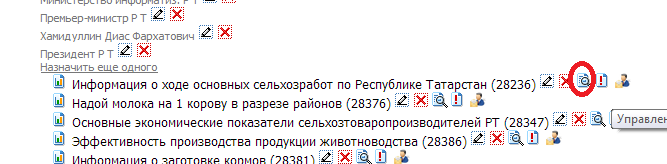 Министерство информатиз. Р Т
Премьер-министр Р Т
Хамидуллин Диас Фархатович
Президент Р Т
Назначить еще одного
Информация о ходе основных сельхозработ по Республике Татарстан (28236)
Надой молока на 1 корову в разрезе районов (28376)
Основные экономические показатели сельхозтоваропроизводителей РТ (28347)
Управлен
Эффективность производства продукции животноводства (28386)
Информация о заготовке кормов (28381)